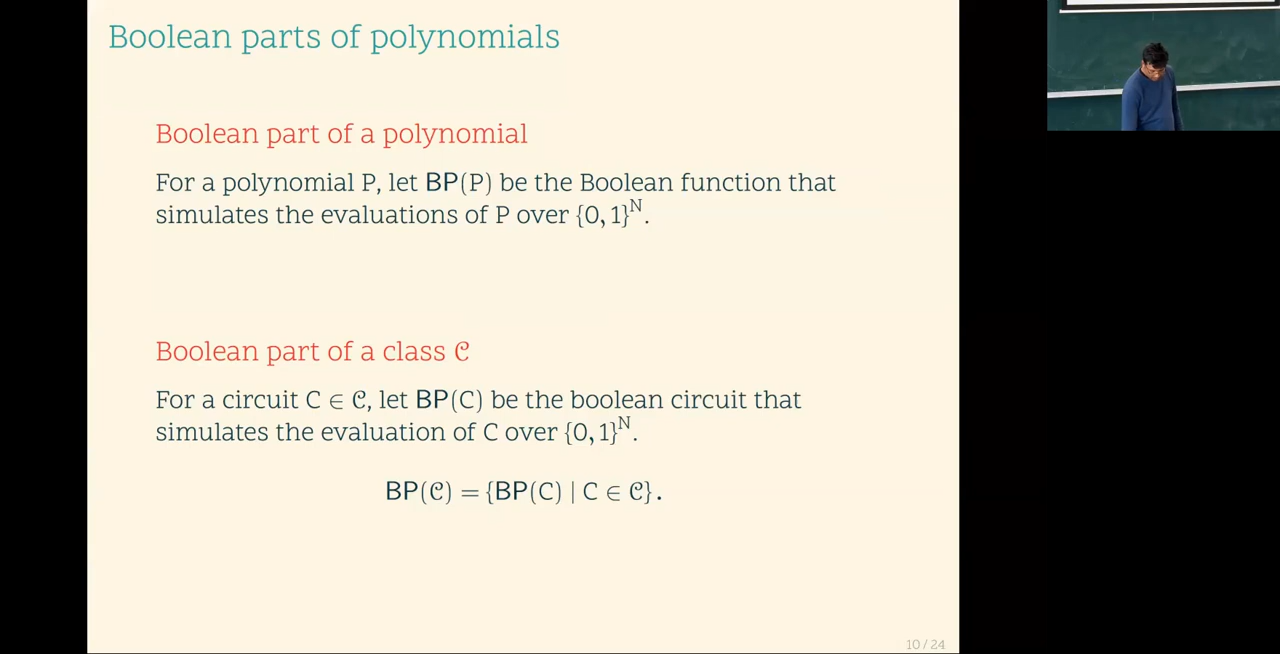 Boolean parts of polynomials
Boolean part of a polynomial
For a polynomial P, let BP(P) be the Boolean function that
simulates the evaluations of P over {0, 1}ᴺ.
Boolean part of a class 𝒞
For a circuit C ∈ 𝒞, let BP(C) be the boolean circuit that
simulates the evaluation of C over {0, 1}ᴺ.
BP(𝒞) = {BP(C) | C ∈ 𝒞}.
10 / 24